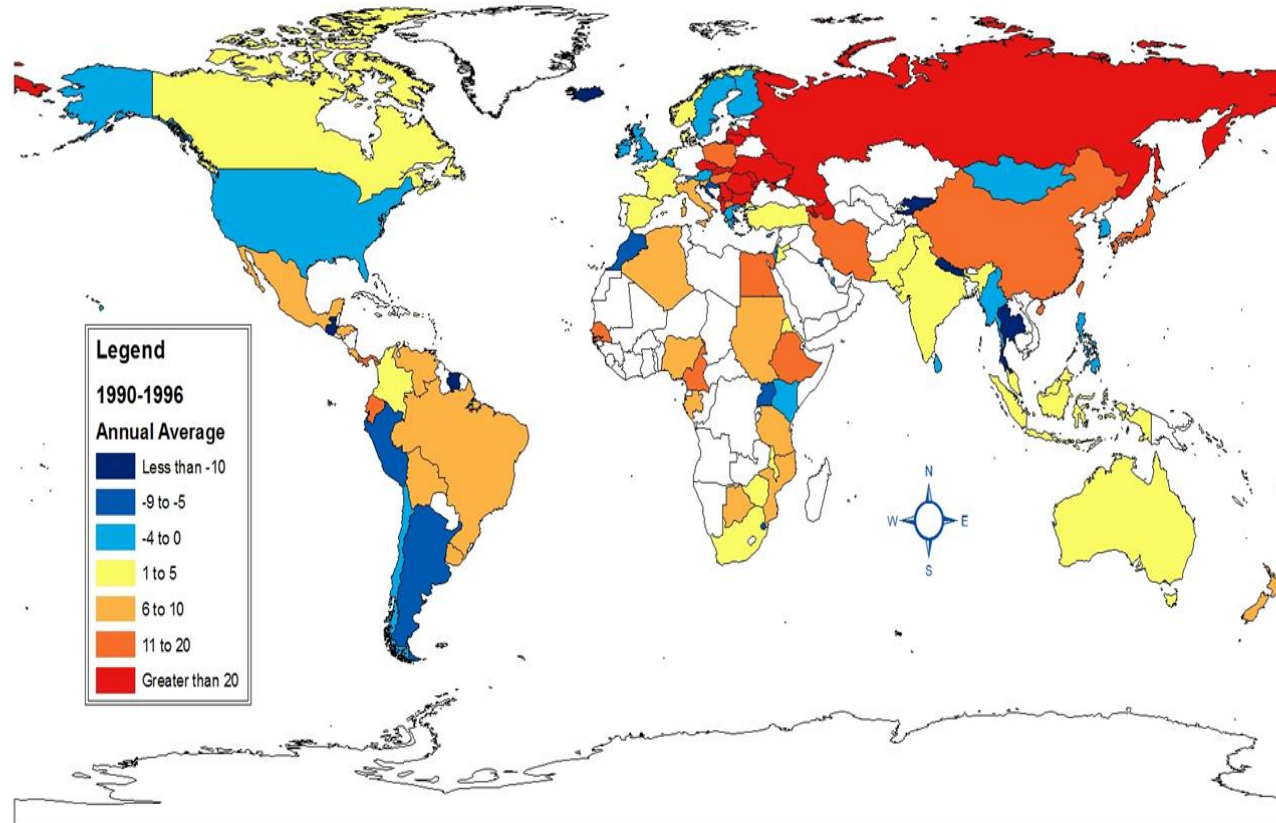 Legend
1990-1996
Annual Average
Less than -10
-9 to -5
-4 to 0
1 to 5
6 to 10
11 to 20
Greater than 20
N
W
E
S